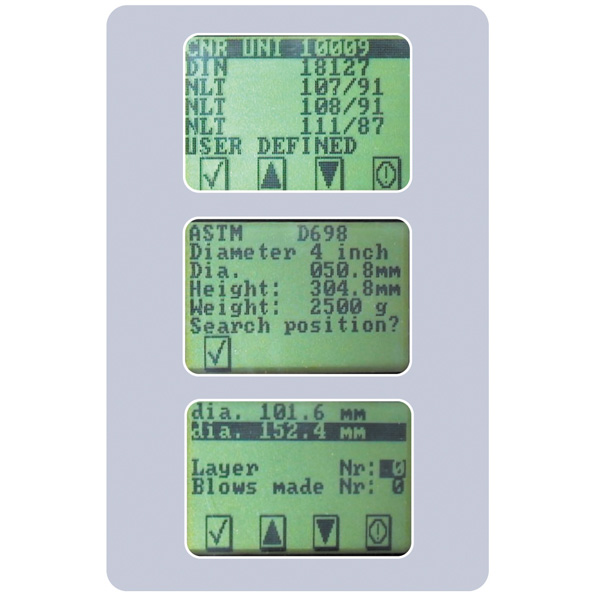 CNR UNI 10009
DIN 18127
NLT 107/91
NLT 108/91
NLT 111/87
USER DEFINED
ASTM D698
Diameter 4 inch
Dia. 050.8mm
Height: 304.8mm
Weight: 2500 g
Search position?
dia. 101.6 mm
dia. 152.4 mm
Layer Nr: 0
Blows made Nr: 0